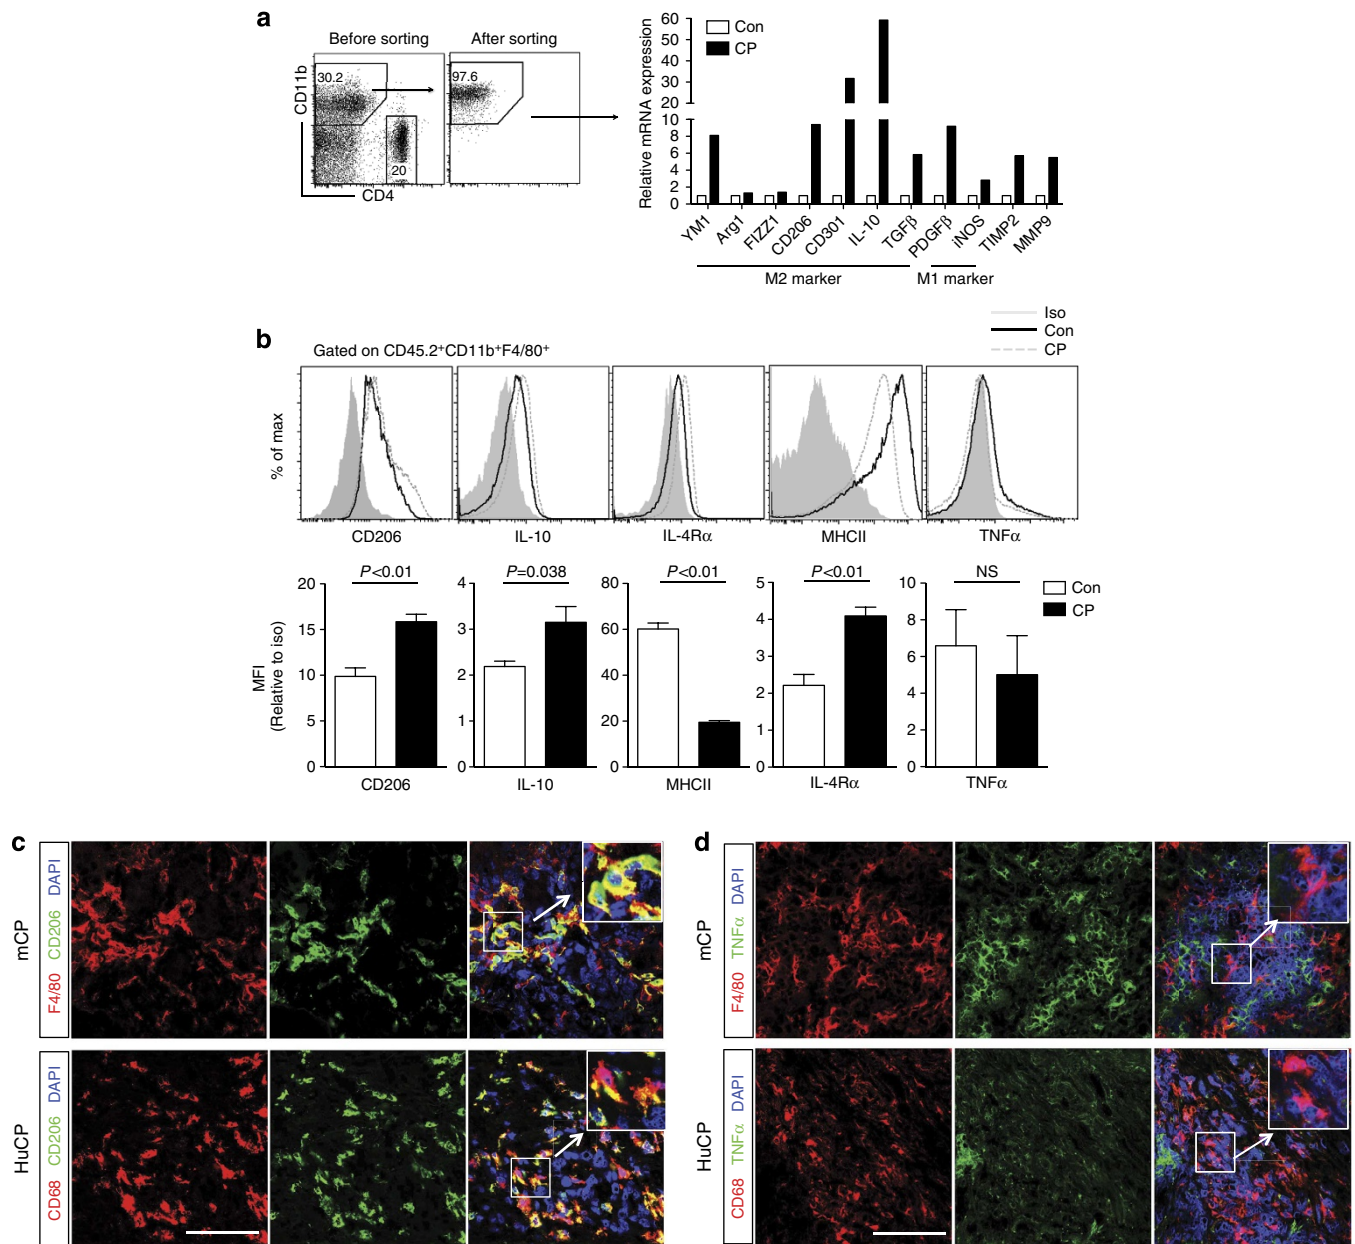 a
Before sorting
After sorting
CD11b
30.2
20
97.6
CD4
Relative mRNA expression
60
50
40
30
20
10
8
6
4
2
0
Con
CP
YM1
Arg1
FIZZ1
CD206
CD301
IL-10
TGFβ
PDGFβ
iNOS
TIMP2
MMP9
M2 marker
M1 marker
b
Gated on CD45.2⁺CD11b⁺F4/80⁺
Iso
Con
CP
% of max
CD206
IL-10
IL-4Rα
MHCII
TNFα
MFI
(Relative to iso)
20
15
10
5
0
P<0.01
CD206
4
3
2
1
0
P=0.038
IL-10
80
60
40
20
0
P<0.01
MHCII
5
4
3
2
1
0
P<0.01
IL-4Rα
10
8
6
4
2
0
NS
TNFα
Con
CP
c
mCP
F4/80 CD206 DAPI
HuCP
CD68 CD206 DAPI
d
mCP
F4/80 TNFα DAPI
HuCP
CD68 TNFα DAPI